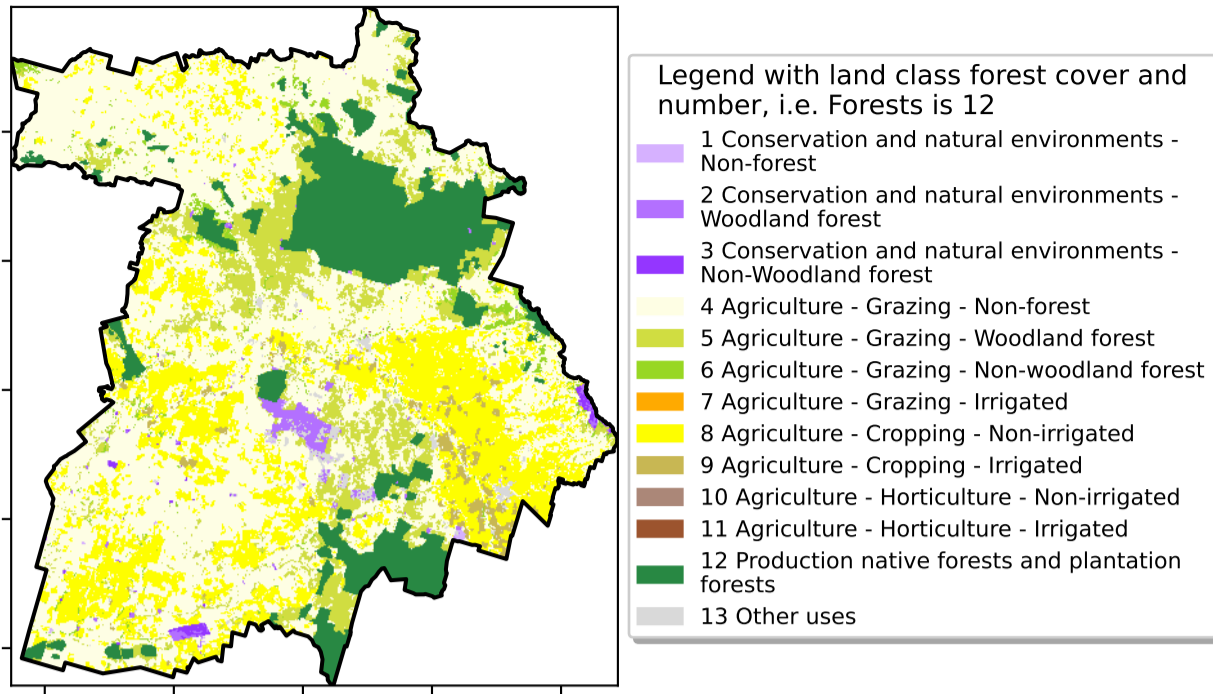 Legend with land class forest cover and
number, i.e. Forests is 12
1 Conservation and natural environments -
Non-forest
2 Conservation and natural environments -
Woodland forest
3 Conservation and natural environments -
Non-Woodland forest
4 Agriculture - Grazing - Non-forest
5 Agriculture - Grazing - Woodland forest
6 Agriculture - Grazing - Non-woodland forest
7 Agriculture - Grazing - Irrigated
8 Agriculture - Cropping - Non-irrigated
9 Agriculture - Cropping - Irrigated
10 Agriculture - Horticulture - Non-irrigated
11 Agriculture - Horticulture - Irrigated
12 Production native forests and plantation
forests
13 Other uses